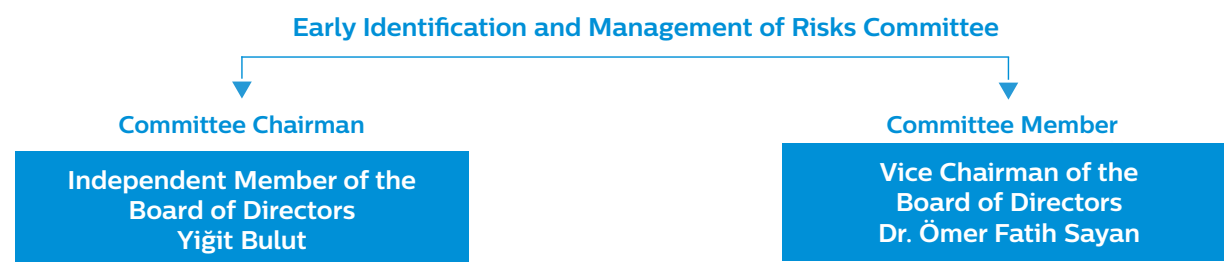 Early Identification and Management of Risks Committee
Committee Chairman
Independent Member of the
Board of Directors
Yiğit Bulut
Committee Member
Vice Chairman of the
Board of Directors
Dr. Ömer Fatih Sayan